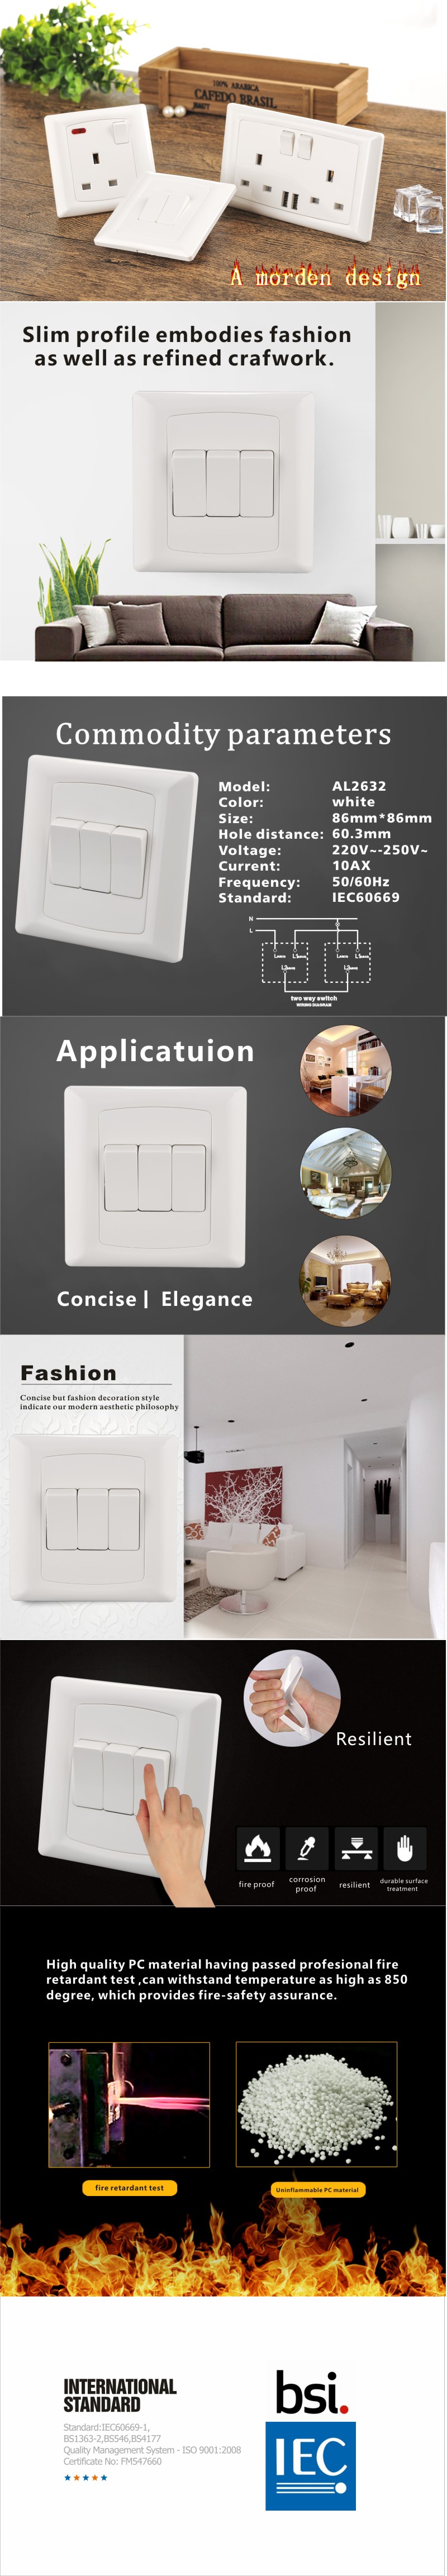 100% ARABICA
CAFEDO BRASIL
A morden design
Slim profile embodies fashion
as well as refined crafwork.
Commodity parameters
Model: AL2632
Color: white
Size: 86mm*86mm
Hole distance: 60.3mm
Voltage: 220V~-250V~
Current: 10AX
Frequency: 50/60Hz
Standard: IEC60669
N
L
two way switch
WIRING DIAGRAM
Applicatuion
Concise | Elegance
Fashion
Concise but fashion decoration style
indicate our modern aesthetic philosophy
Resilient
fire proof
corrosion
proof
resilient
durable surface
treatment
High quality PC material having passed profesional fire
retardant test ,can withstand temperature as high as 850
degree, which provides fire-safety assurance.
fire retardant test
Uninflammable PC material
INTERNATIONAL
STANDARD
Standard:IEC60669-1,
BS1363-2,BS546,BS4177
Quality Management System - ISO 9001:2008
Certificate No: FM547660
bsi.
IEC